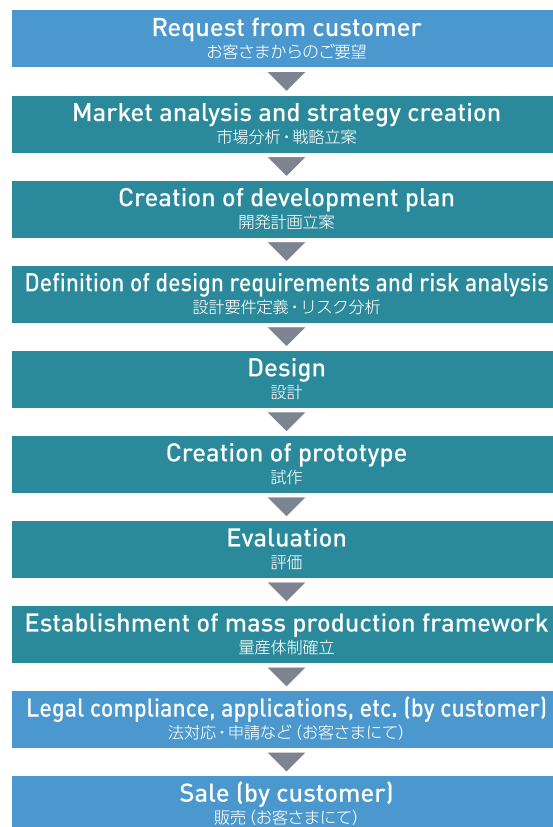 Request from customer
お客さまからのご要望
Market analysis and strategy creation
市場分析・戦略立案
Creation of development plan
開発計画立案
Definition of design requirements and risk analysis
設計要件定義・リスク分析
Design
設計
Creation of prototype
試作
Evaluation
評価
Establishment of mass production framework
量産体制確立
Legal compliance, applications, etc. (by customer)
法対応・申請など（お客さまにて）
Sale (by customer)
販売（お客さまにて）